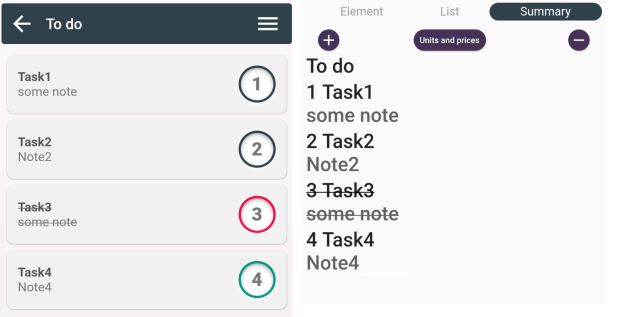 To do
Task1
some note
1
Task2
Note2
2
Task3
some note
3
Task4
Note4
4
Element List Summary
+ Units and prices −
To do
1 Task1
some note
2 Task2
Note2
3 Task3
some note
4 Task4
Note4